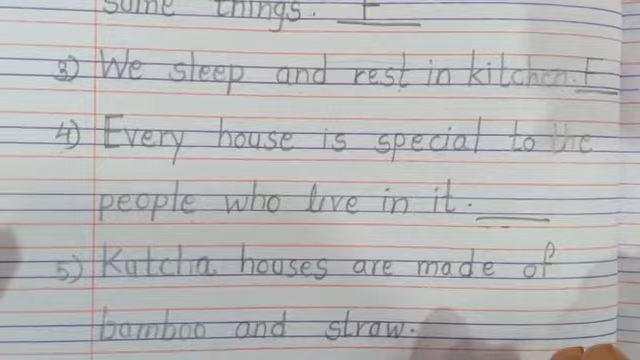 same things. F
3) We sleep and rest in kitchen. F
4) Every house is special to the
people who live in it.
5) Kutcha houses are made of
bamboo and straw.